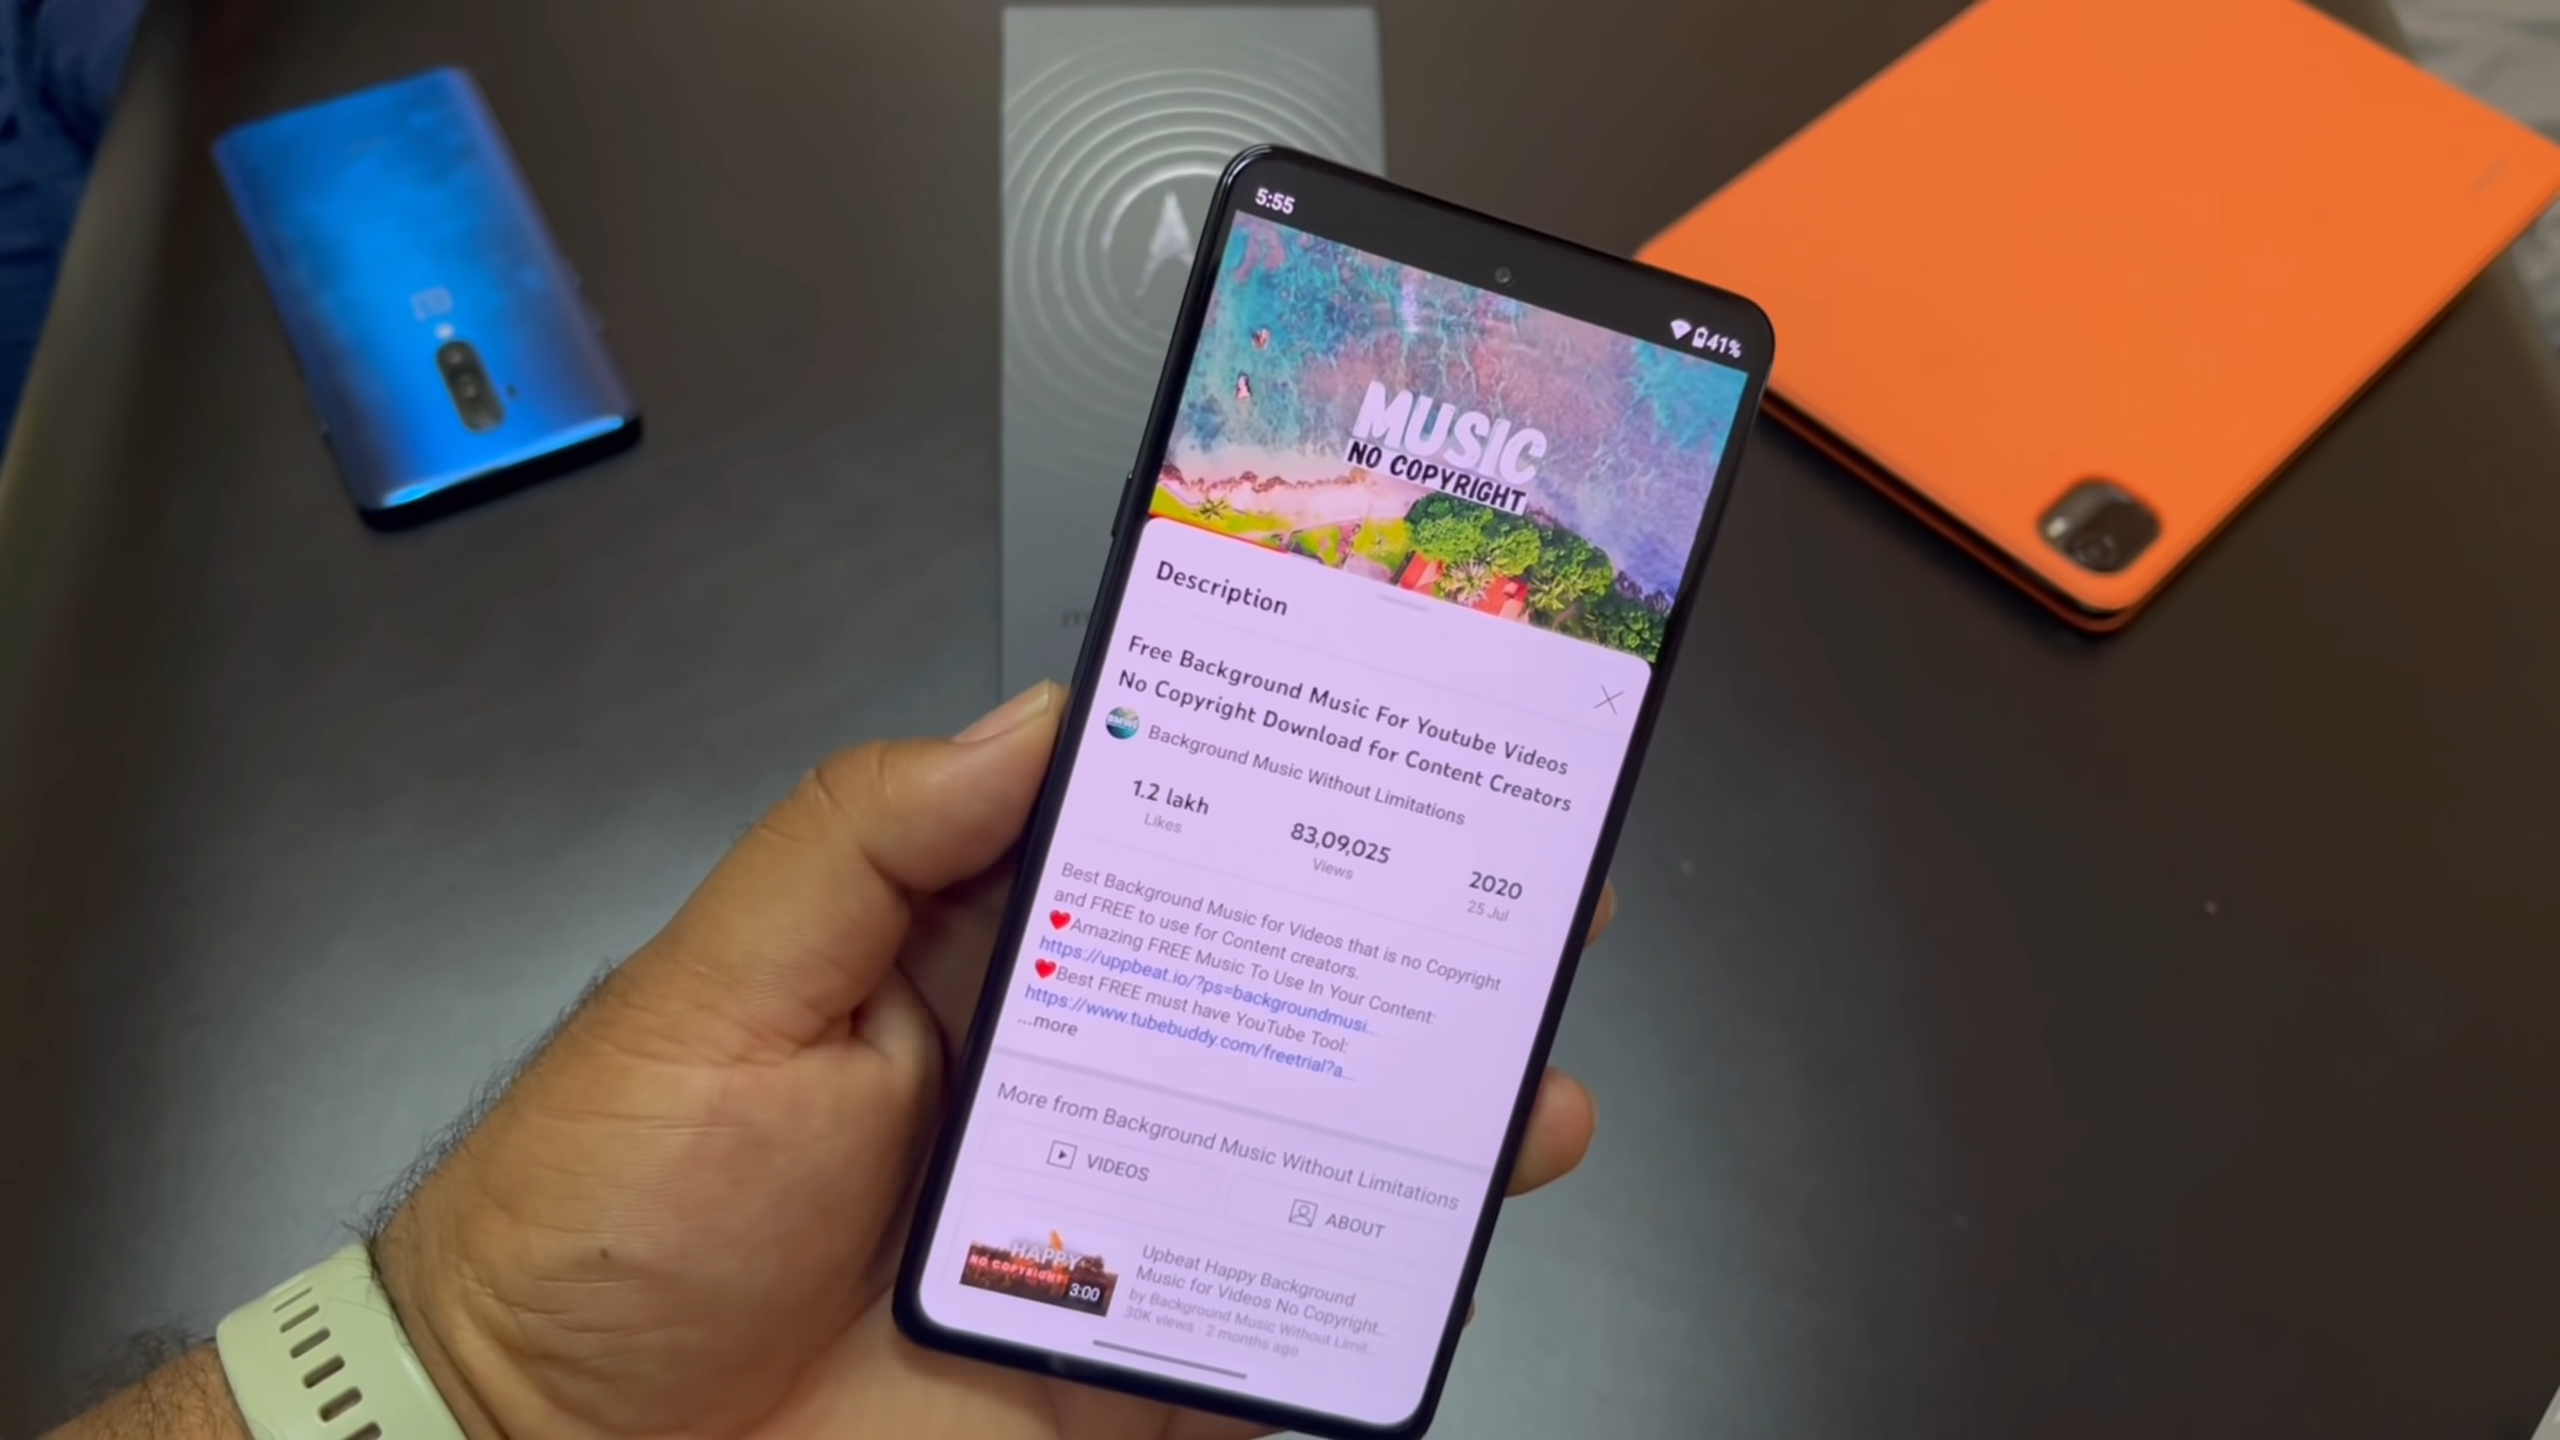 5:55
41%
MUSIC
NO COPYRIGHT
Description
Free Background Music For Youtube Videos
No Copyright Download for Content Creators
Background Music Without Limitations
1.2 lakh
Likes
83,09,025
Views
2020
25 Jul
Best Background Music for Videos that is no Copyright
and FREE to use for Content creators.
❤️Amazing FREE Music To Use In Your Content:
https://uppbeat.io/?ps=backgroundmusi...
❤️Best FREE must have YouTube Tool:
https://www.tubebuddy.com/freetrial?a...
...more
More from Background Music Without Limitations
VIDEOS
ABOUT
HAPPY
NO COPYRIGHT
3:00
Upbeat Happy Background
Music for Videos No Copyright...
by Background Music Without Limit...
30K views · 2 months ago